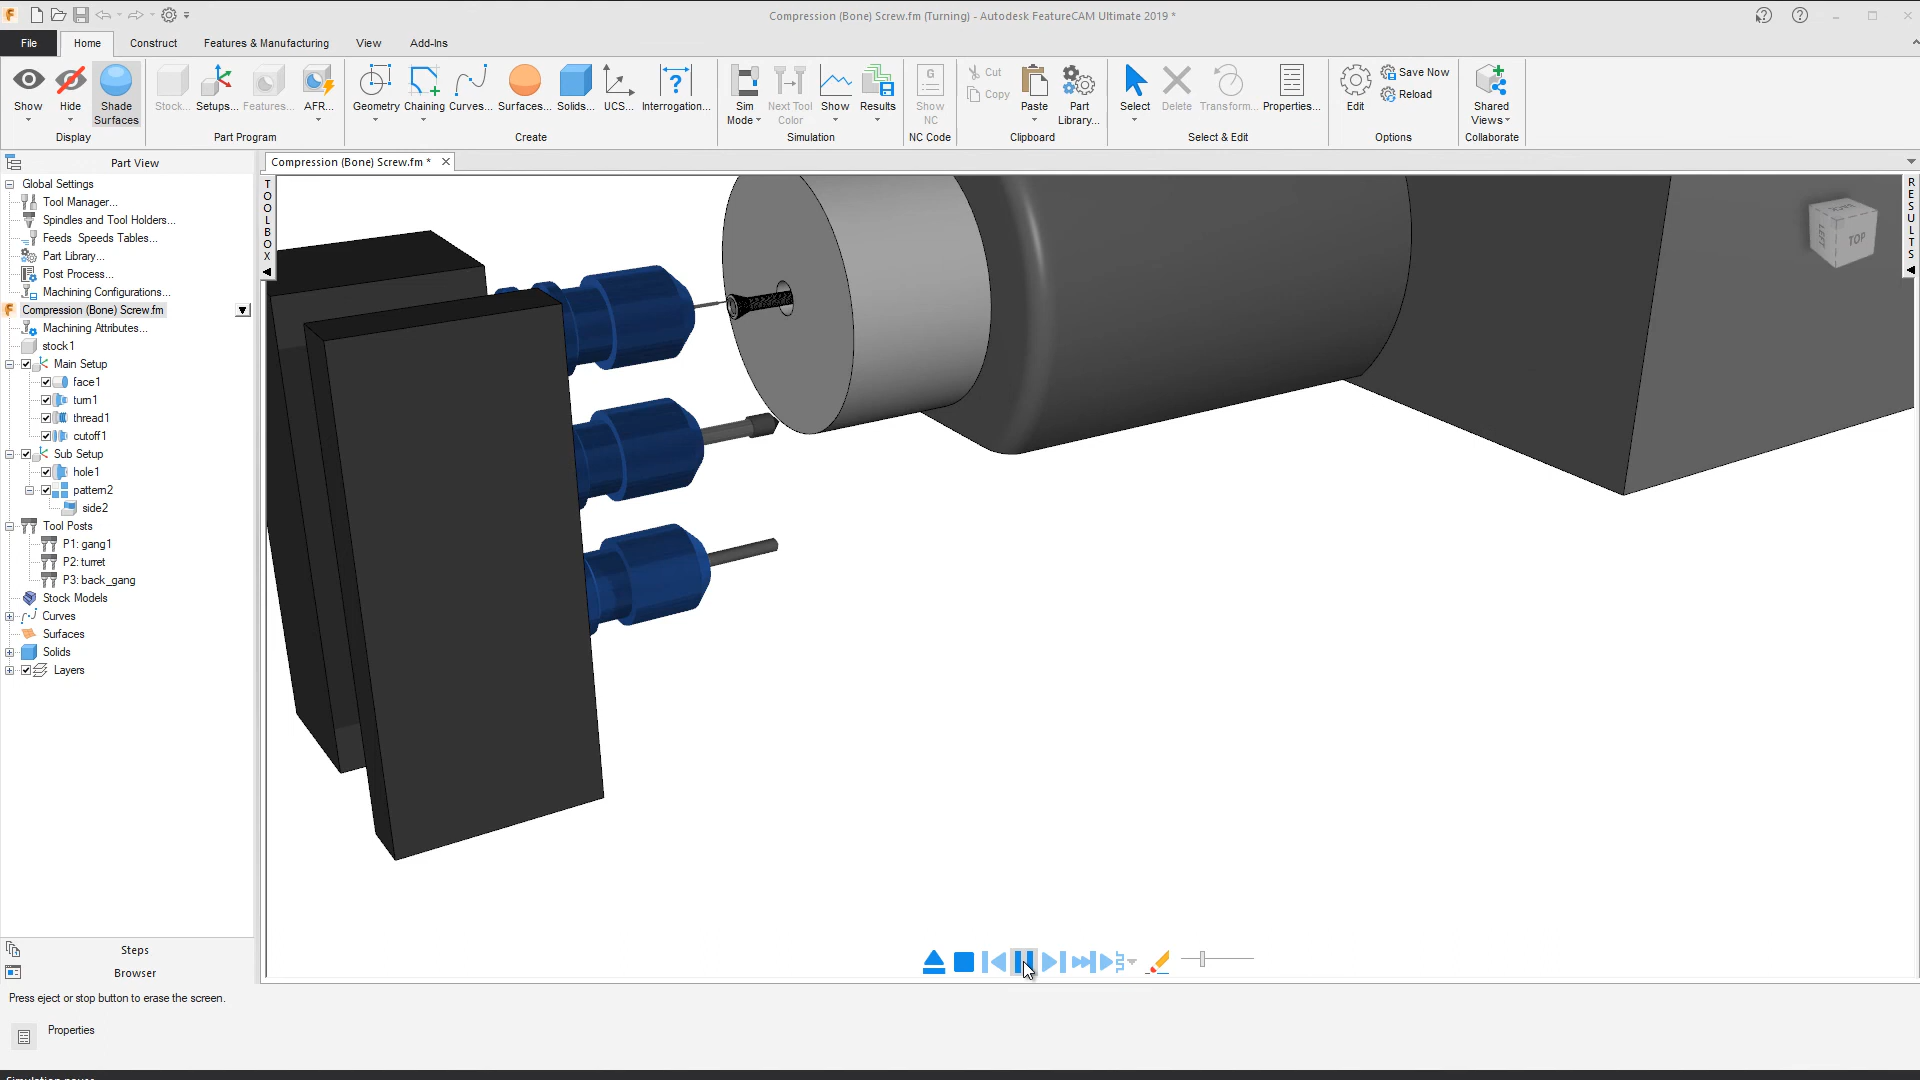 Compression (Bone) Screw.fm (Turning) - Autodesk FeatureCAM Ultimate 2019 *
File
Home
Construct
Features & Manufacturing
View
Add-Ins
Show
Hide
Shade Surfaces
Stock...
Setups...
Features...
AFR...
Geometry
Chaining
Curves...
Surfaces...
Solids...
UCS...
Interrogation...
Sim Mode
Next Tool Color
Show
Results
Show NC
Cut
Copy
Paste
Part Library...
Select
Delete
Transform...
Properties...
Edit
Save Now
Reload
Shared Views
Display
Part Program
Create
Simulation
NC Code
Clipboard
Select & Edit
Options
Collaborate
Part View
Compression (Bone) Screw.fm *
Global Settings
Tool Manager...
Spindles and Tool Holders...
Feeds Speeds Tables...
Part Library...
Post Process...
Machining Configurations...
Compression (Bone) Screw.fm
Machining Attributes...
stock1
Main Setup
face1
turn1
thread1
cutoff1
Sub Setup
hole1
pattern2
side2
Tool Posts
P1: gang1
P2: turret
P3: back_gang
Stock Models
Curves
Surfaces
Solids
Layers
TOOLBOX
RESULTS
LEFT
TOP
Steps
Browser
Press eject or stop button to erase the screen.
Properties